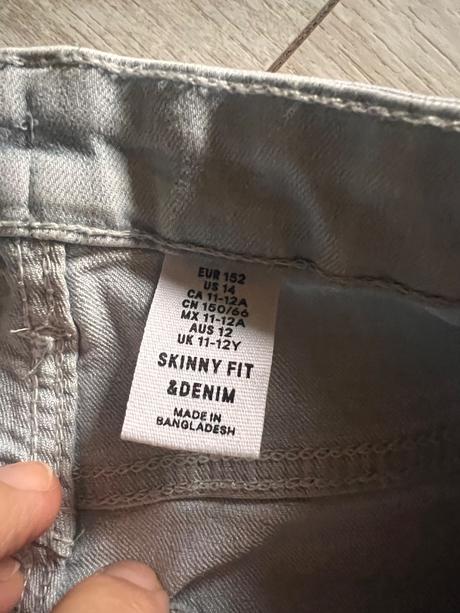 EUR 152
US 14
CA 11-12A
CN 150/66
MX 11-12A
AUS 12
UK 11-12Y
SKINNY FIT
&DENIM
MADE IN
BANGLADESH